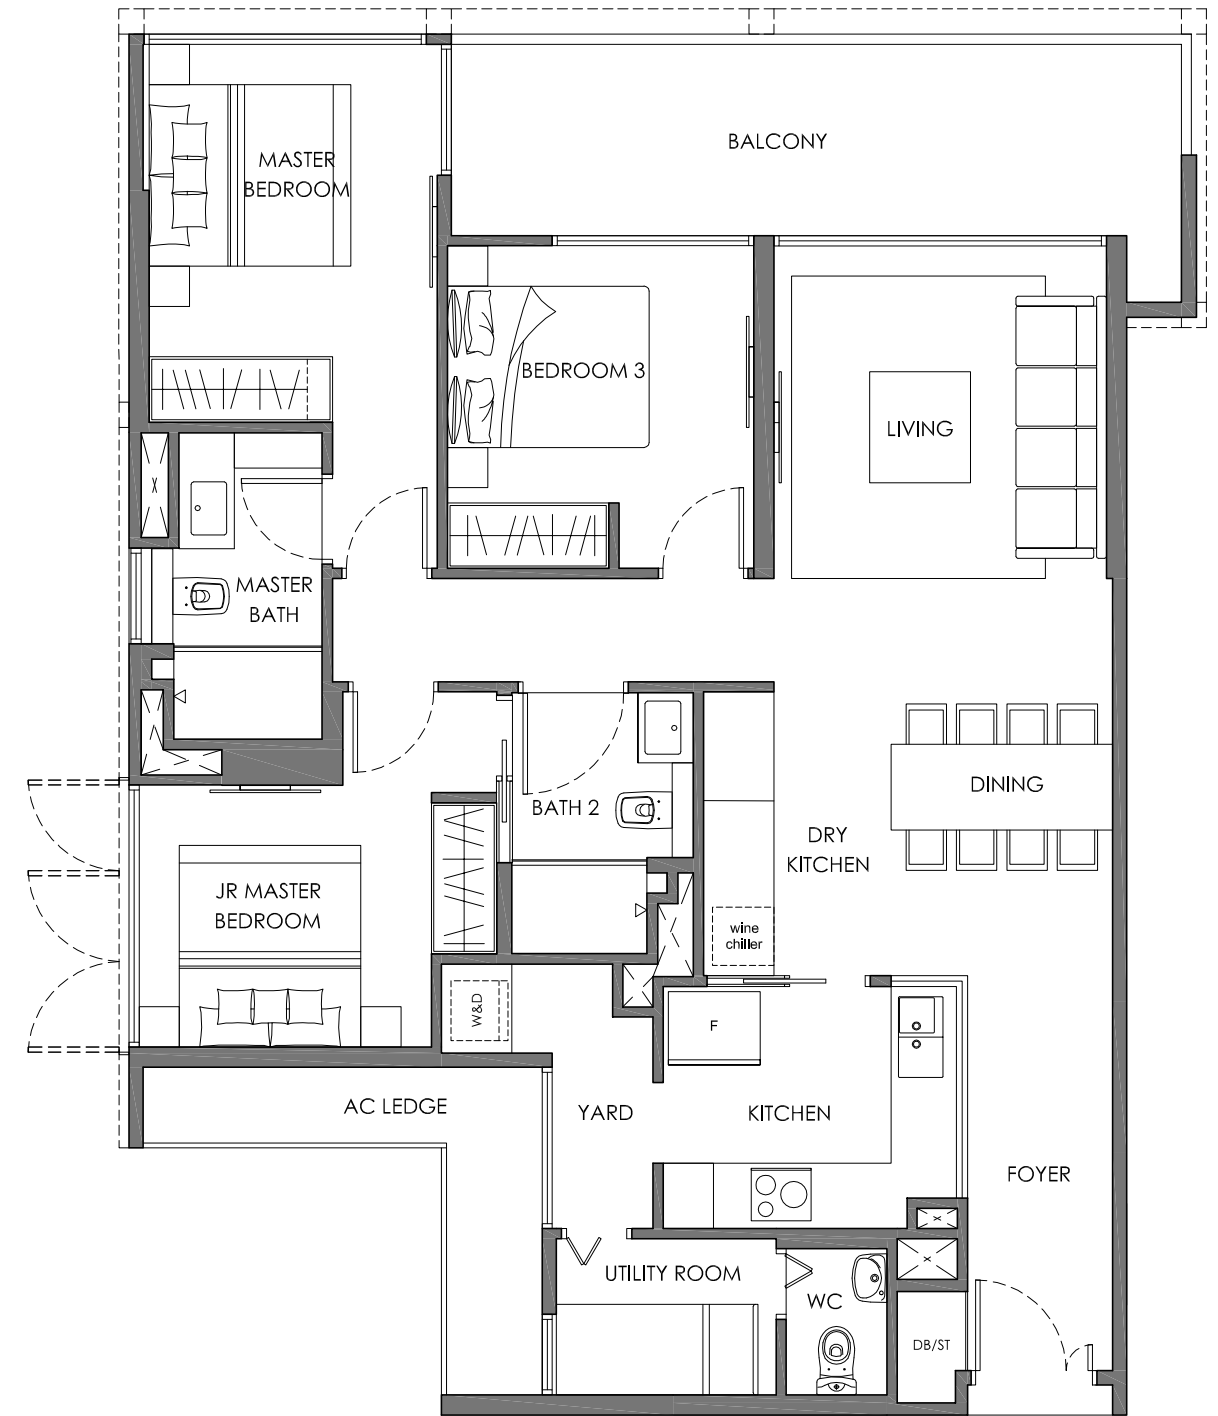 BALCONY
MASTER
BEDROOM
BEDROOM 3
LIVING
MASTER
BATH
DINING
BATH 2
DRY
KITCHEN
JR MASTER
BEDROOM
wine
chiller
W&D
F
AC LEDGE
YARD
KITCHEN
FOYER
UTILITY ROOM
WC
DB/ST